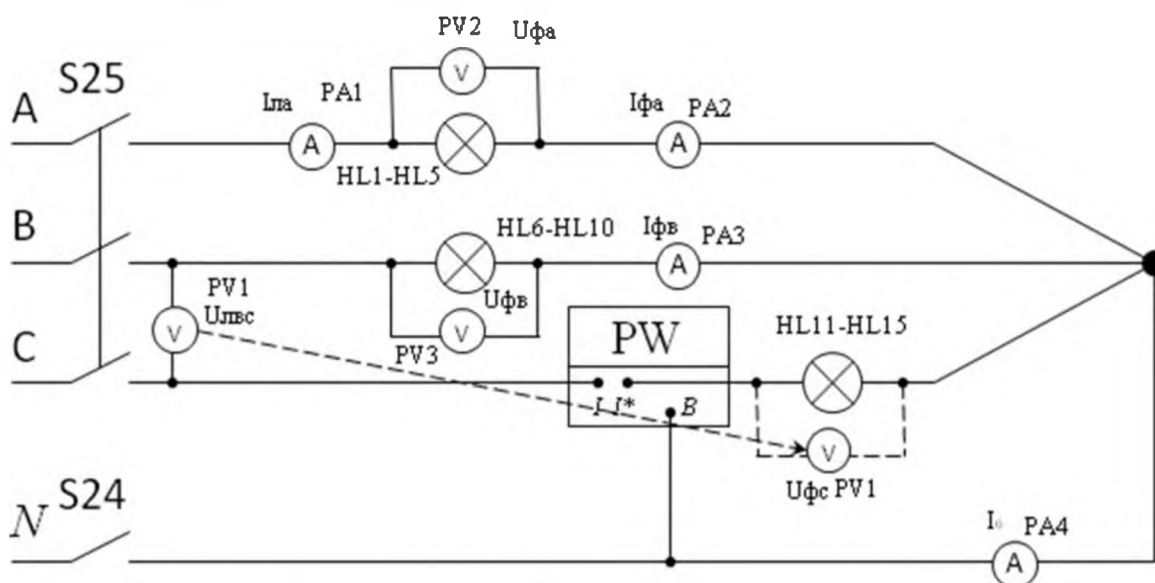 PV2 Uфа
S25
A
Iла PA1
Iфа PA2
V
A
A
HL1-HL5
B
HL6-HL10
Iфв PA3
A
PV1
Uлвс
Uфв
HL11-HL15
V
V
PW
C
PV3
I I* B
V
Uфс PV1
S24
N
PA4
A